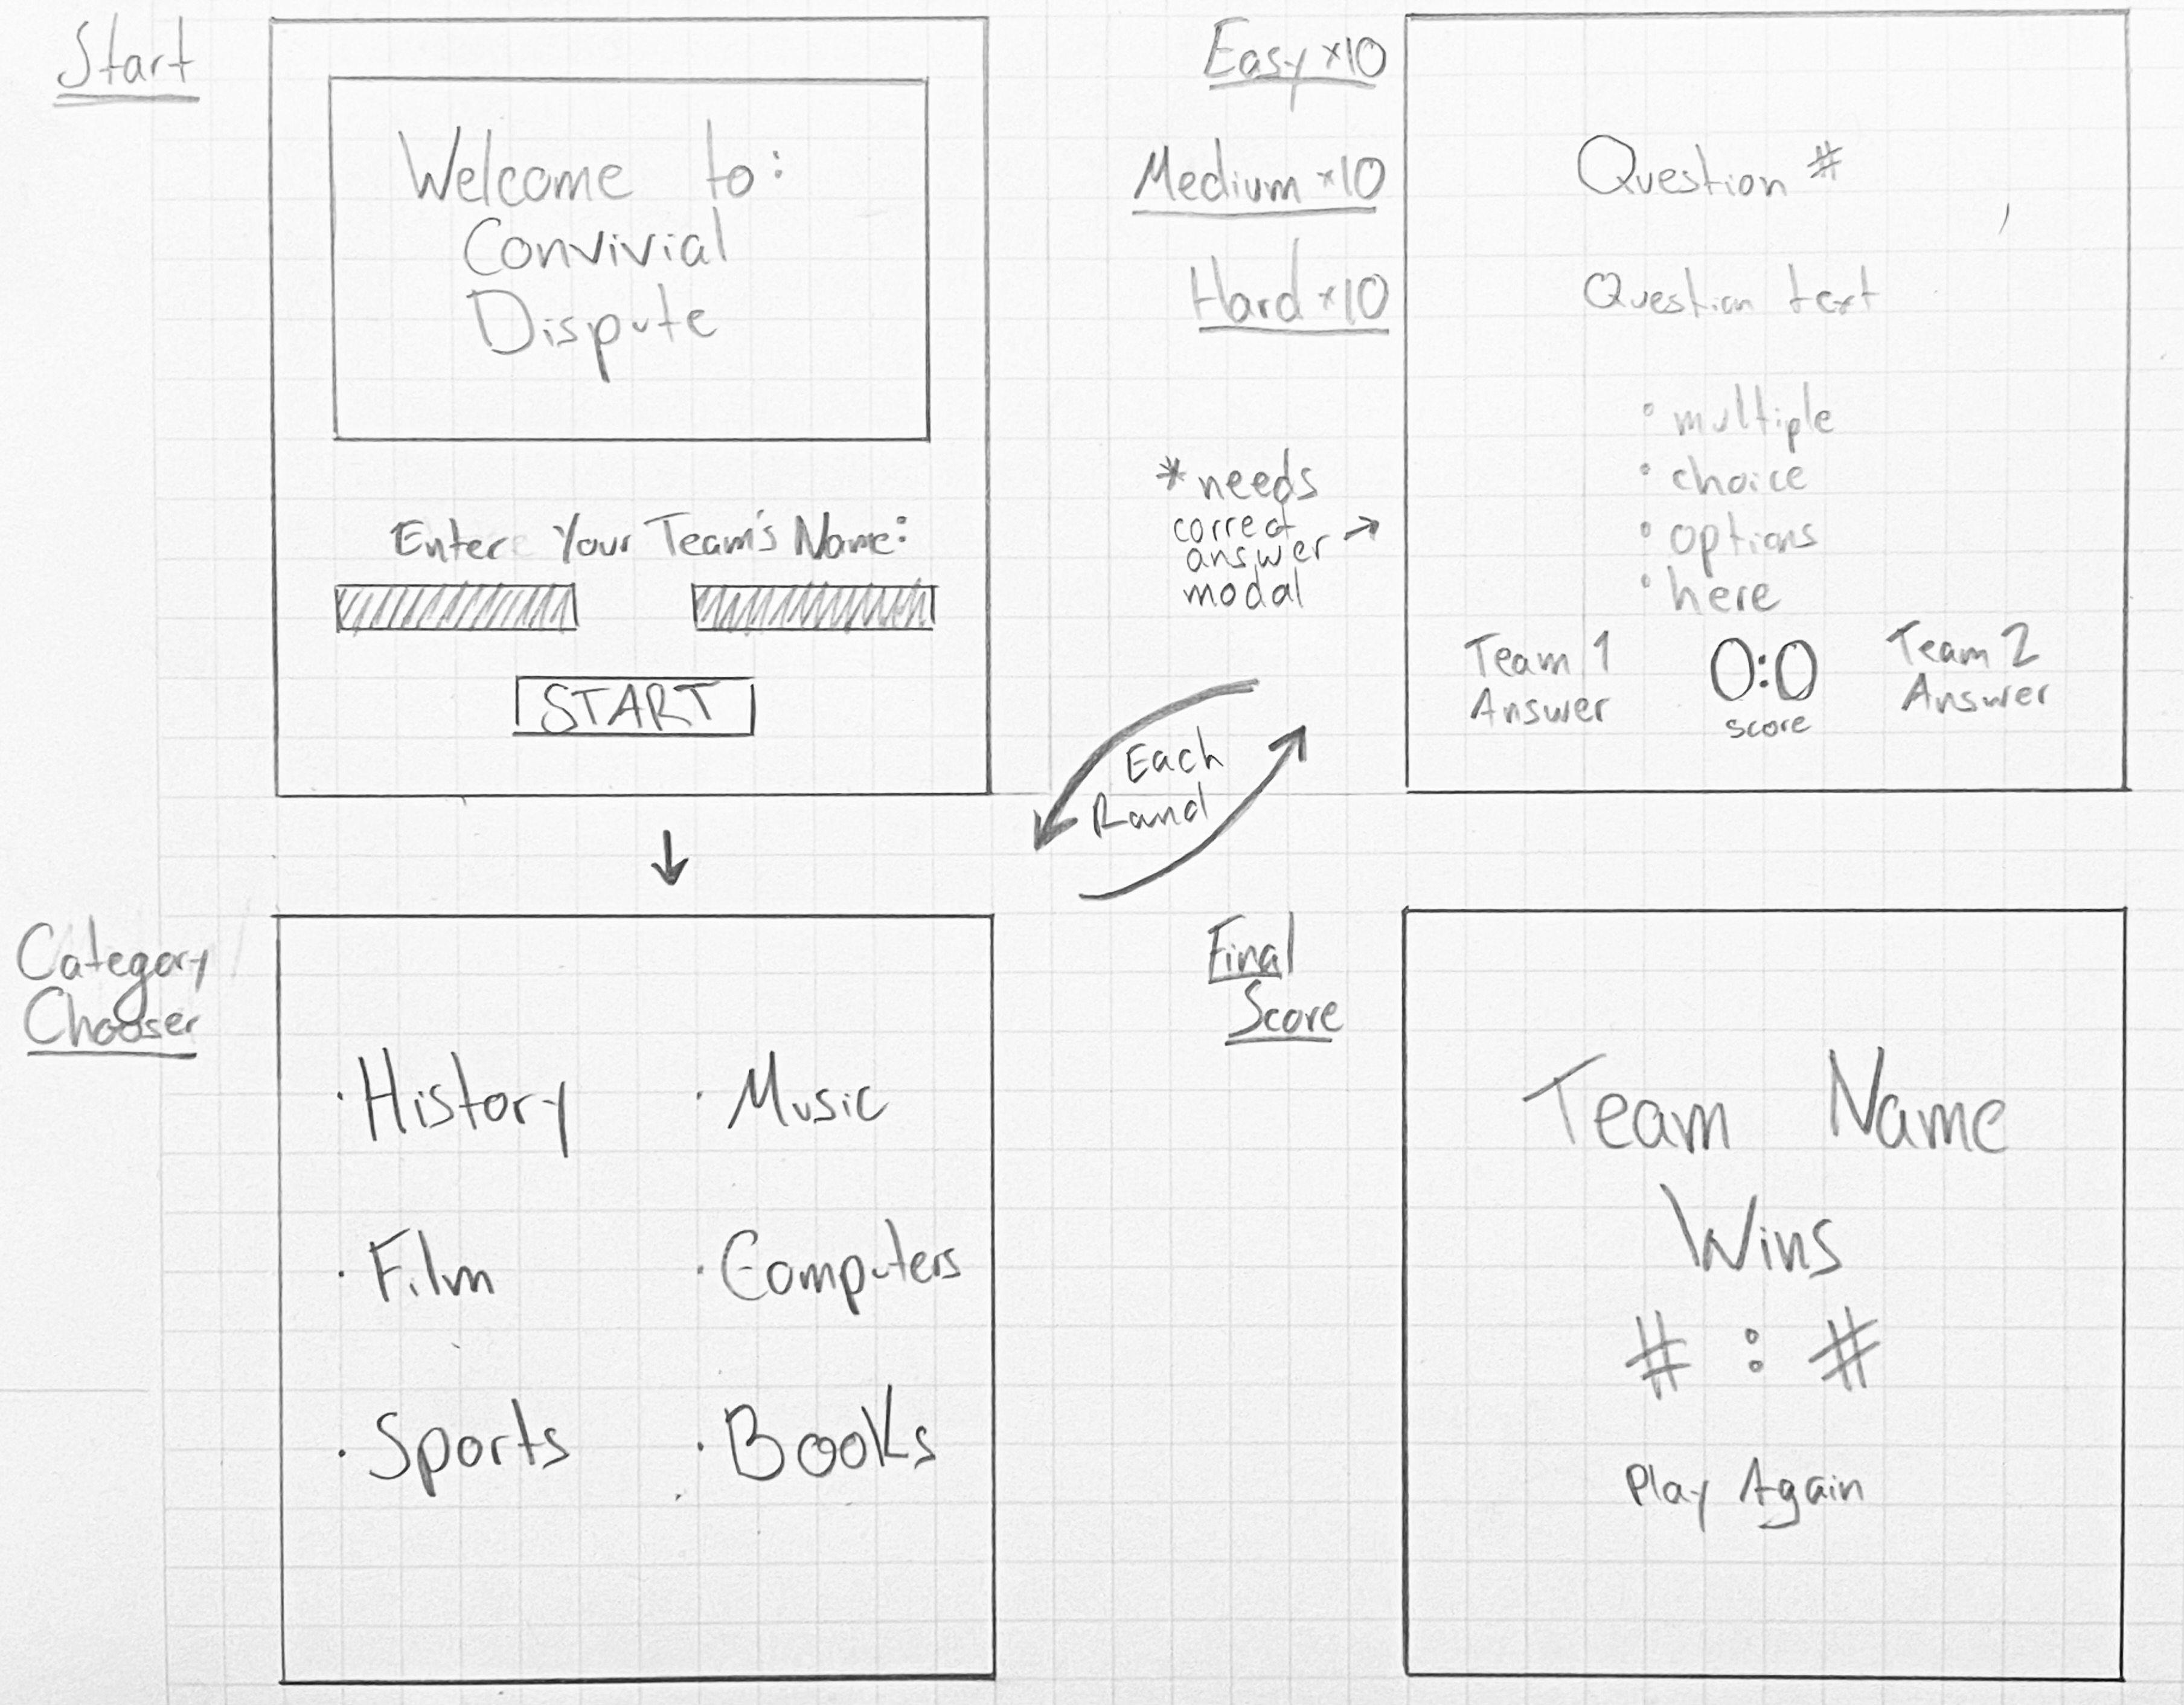 Start
Welcome to:
Convivial
Dispute
Enter Your Team's Name:
START
Easy x10
Medium x10
Hard x10
* needs
correct
answer →
modal
Question #
Question text
• multiple
• choice
• options
• here
Team 1
Answer
0:0
score
Team 2
Answer
Each
Round
Category
Chooser
· History
· Music
· Film
· Computers
· Sports
· Books
Final
Score
Team Name
Wins
# : #
Play Again